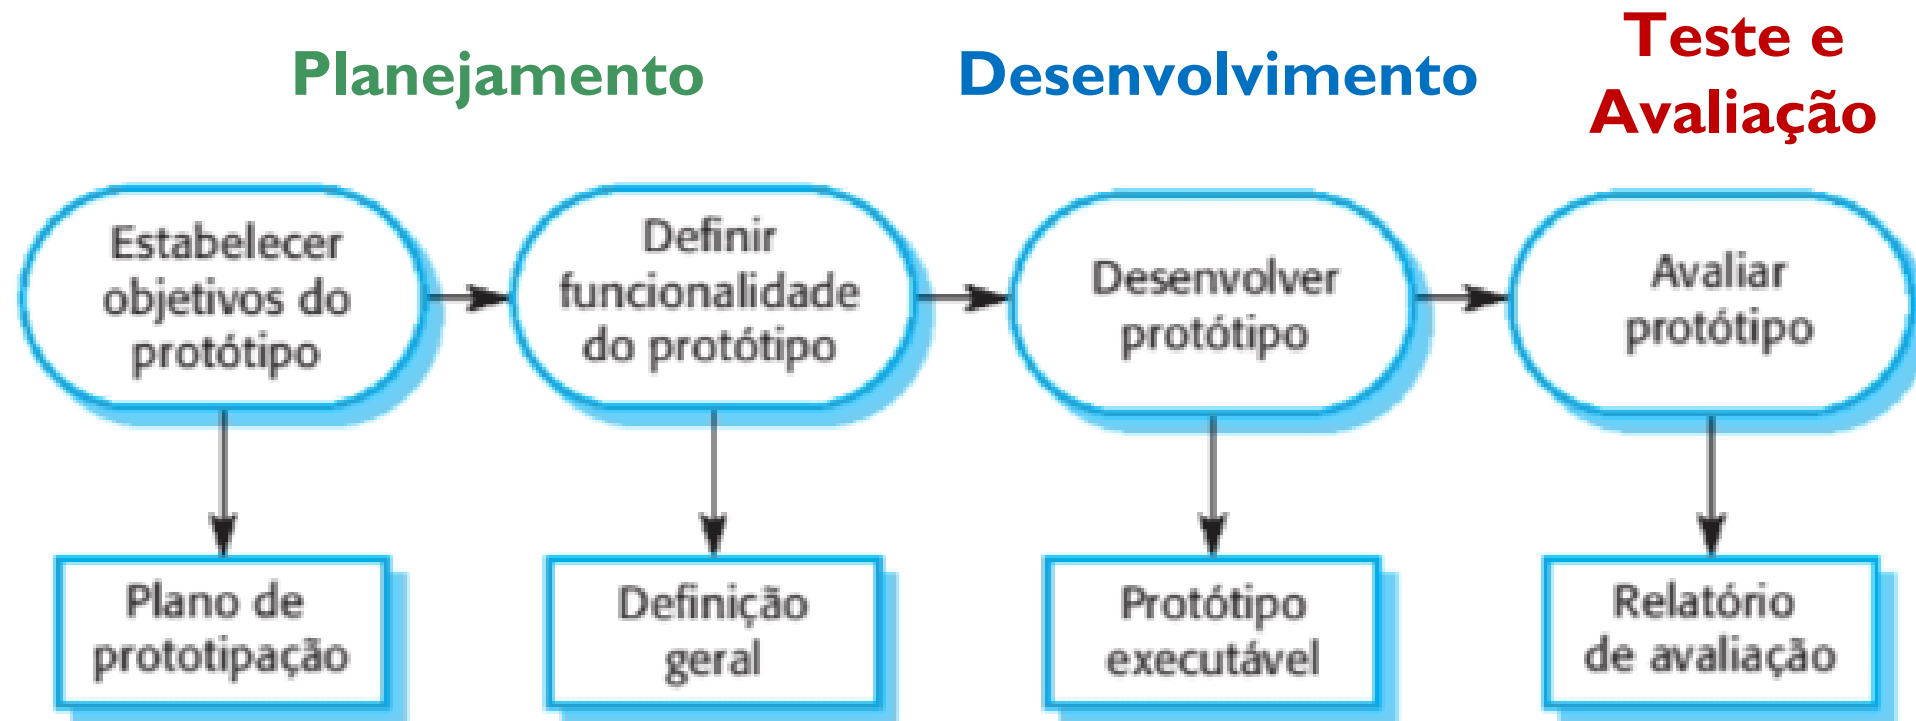 Planejamento
Desenvolvimento
Teste e
Avaliação
Estabelecer
objetivos do
protótipo
Definir
funcionalidade
do protótipo
Desenvolver
protótipo
Avaliar
protótipo
Plano de
prototipação
Definição
geral
Protótipo
executável
Relatório
de avaliação